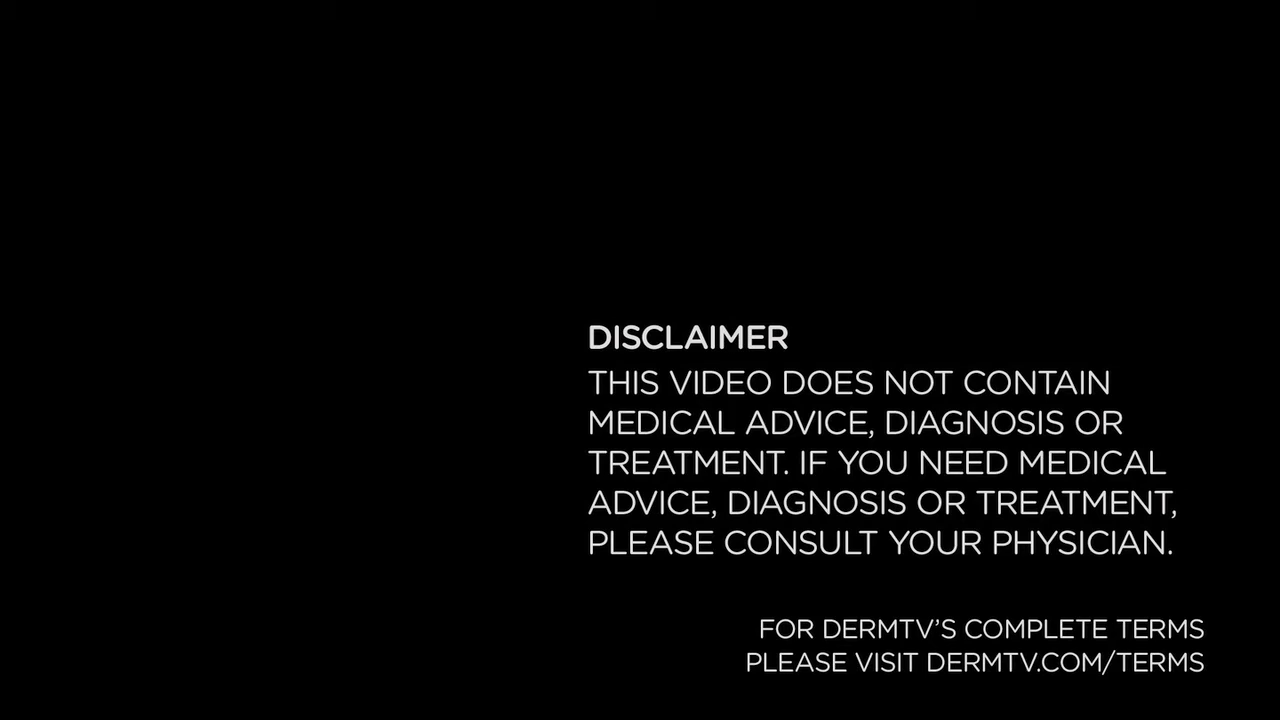 DISCLAIMER
THIS VIDEO DOES NOT CONTAIN
MEDICAL ADVICE, DIAGNOSIS OR
TREATMENT. IF YOU NEED MEDICAL
ADVICE, DIAGNOSIS OR TREATMENT,
PLEASE CONSULT YOUR PHYSICIAN.
FOR DERMTV’S COMPLETE TERMS
PLEASE VISIT DERMTV.COM/TERMS